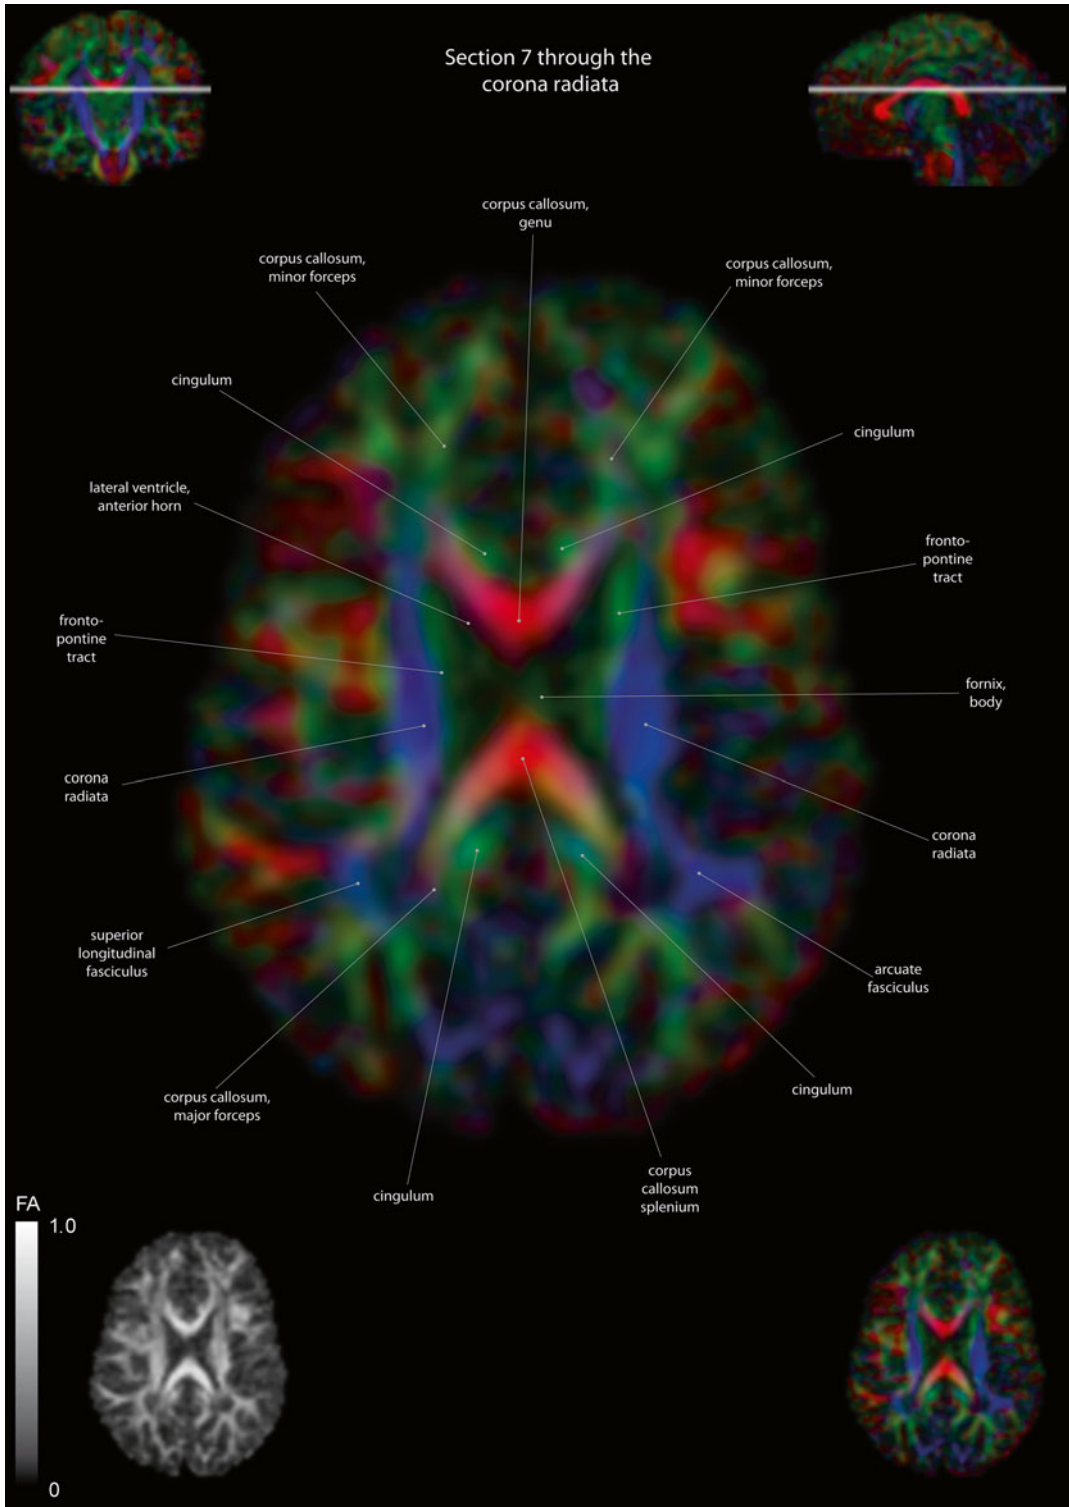 Section 7 through the
corona radiata
corpus callosum,
genu
corpus callosum,
minor forceps
corpus callosum,
minor forceps
cingulum
cingulum
lateral ventricle,
anterior horn
fronto-
pontine
tract
fronto-
pontine
tract
fornix,
body
corona
radiata
corona
radiata
superior
longitudinal
fasciculus
arcuate
fasciculus
corpus callosum,
major forceps
cingulum
cingulum
corpus
callosum
splenium
FA
1.0
0